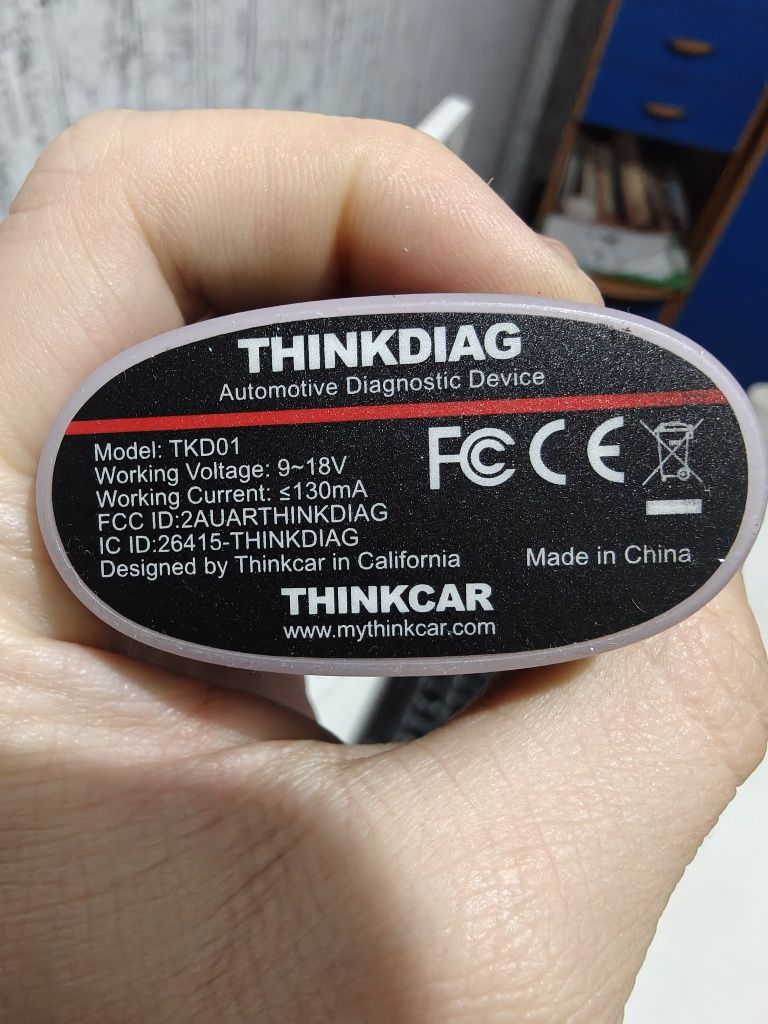 THINKDIAG
Automotive Diagnostic Device
Model: TKD01
Working Voltage: 9~18V
Working Current: ≤130mA
FCC ID:2AUARTHINKDIAG
IC ID:26415-THINKDIAG
Designed by Thinkcar in California
FC CE
Made in China
THINKCAR
www.mythinkcar.com